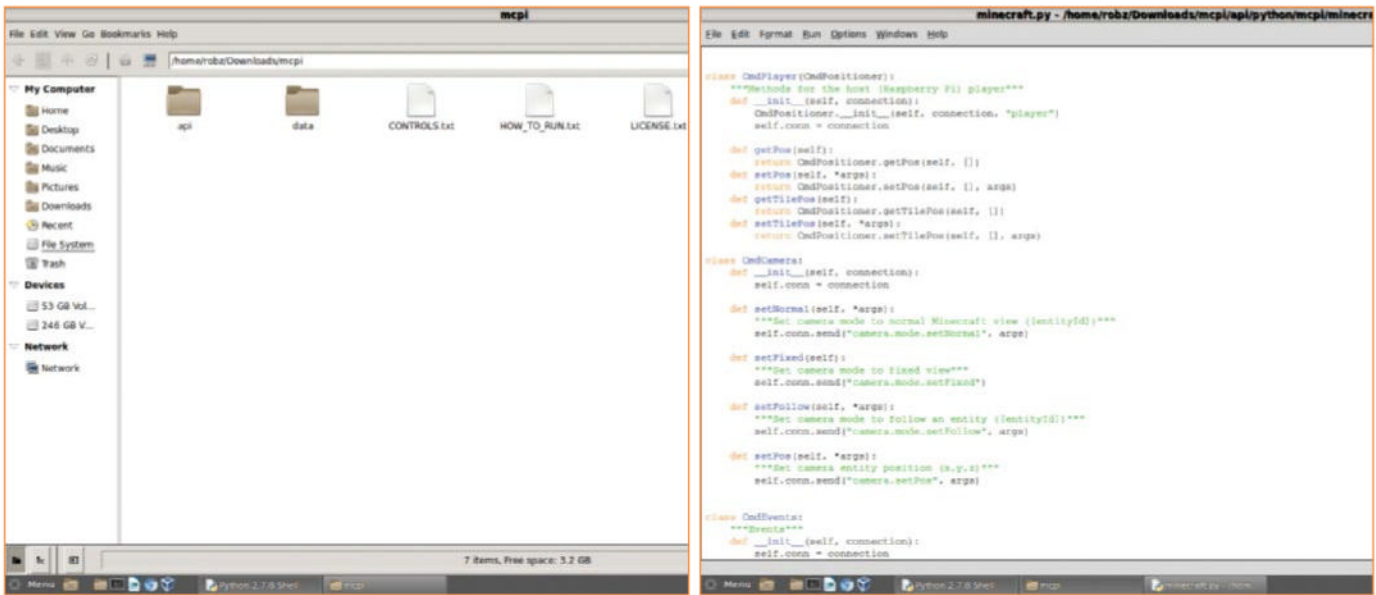 mcpi
File Edit View Go Bookmarks Help
/home/robz/Downloads/mcpi
My Computer
Home
Desktop
Documents
Music
Pictures
Downloads
Recent
File System
Trash
Devices
53 GB Vol...
246 GB V...
Network
Network
api
data
CONTROLS.txt
HOW_TO_RUN.txt
LICENSE.txt
7 items, Free space: 3.2 GB
Menu
Python 2.7.8 Shell
mcpi
minecraft.py - /home/robz/Downloads/mcpi/api/python/mcpi/minecra
File Edit Format Run Options Windows Help
class CmdPlayer(CmdPositioner):
"""Methods for the host (Raspberry Pi) player"""
def __init__(self, connection):
CmdPositioner.__init__(self, connection, "player")
self.conn = connection
def getPos(self):
return CmdPositioner.getPos(self, [])
def setPos(self, *args):
return CmdPositioner.setPos(self, [], args)
def getTilePos(self):
return CmdPositioner.getTilePos(self, [])
def setTilePos(self, *args):
return CmdPositioner.setTilePos(self, [], args)
class CmdCamera:
def __init__(self, connection):
self.conn = connection
def setNormal(self, *args):
"""Set camera mode to normal Minecraft view ([entityId])"""
self.conn.send("camera.mode.setNormal", args)
def setFixed(self):
"""Set camera mode to fixed view"""
self.conn.send("camera.mode.setFixed")
def setFollow(self, *args):
"""Set camera mode to follow an entity ([entityId])"""
self.conn.send("camera.mode.setFollow", args)
def setPos(self, *args):
"""Set camera entity position (x,y,z)"""
self.conn.send("camera.setPos", args)
class CmdEvents:
"""Events"""
def __init__(self, connection):
self.conn = connection
Menu
Python 2.7.8 Shell
mcpi
minecraft.py - /hom...